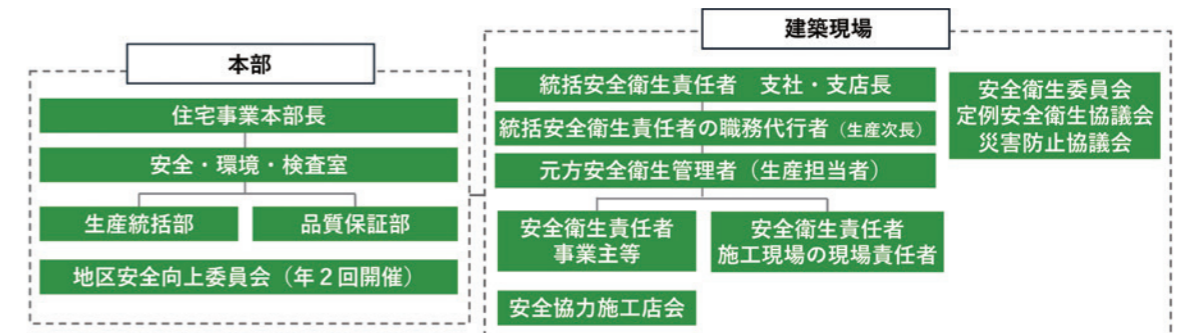 本部
住宅事業本部長
安全・環境・検査室
生産統括部
品質保証部
地区安全向上委員会（年２回開催）
建築現場
統括安全衛生責任者　支社・支店長
統括安全衛生責任者の職務代行者（生産次長）
元方安全衛生管理者（生産担当者）
安全衛生責任者
事業主等
安全衛生責任者
施工現場の現場責任者
安全協力施工店会
安全衛生委員会
定例安全衛生協議会
災害防止協議会